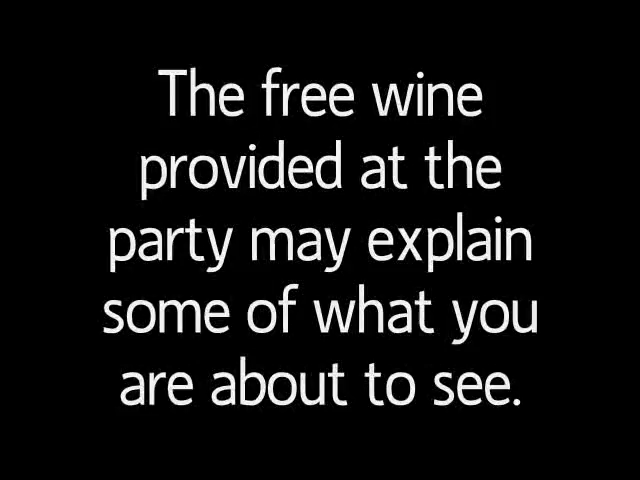 The free wine
provided at the
party may explain
some of what you
are about to see.